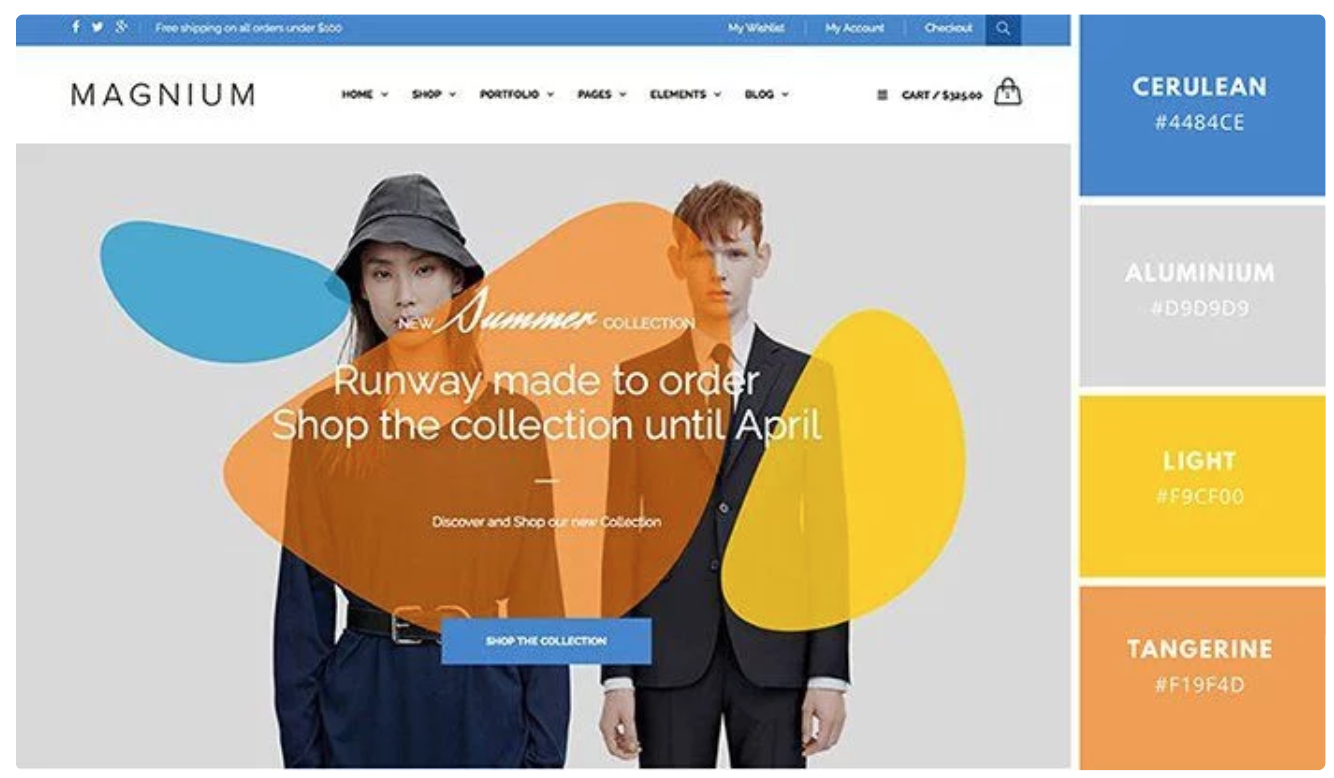 f
Free shipping on all orders under $100
My Wishlist
My Account
Checkout
MAGNIUM
HOME
SHOP
PORTFOLIO
PAGES
ELEMENTS
BLOG
CART / $325.00
1
NEW Summer COLLECTION
Runway made to order
Shop the collection until April
Discover and Shop our new Collection
SHOP THE COLLECTION
CERULEAN
#4484CE
ALUMINIUM
#D9D9D9
LIGHT
#F9CF00
TANGERINE
#F19F4D